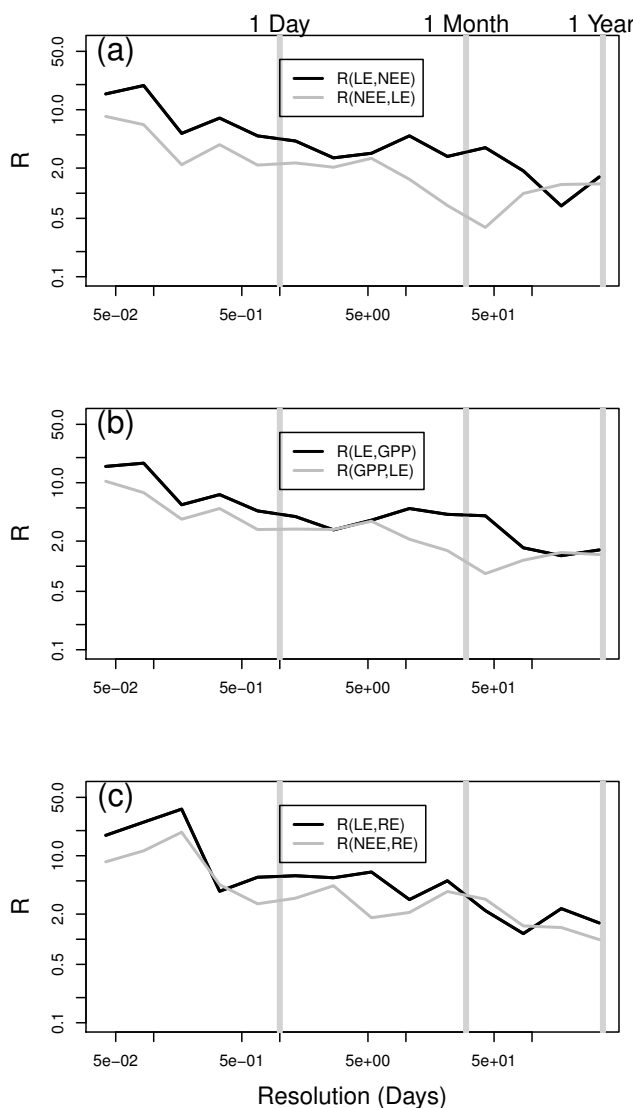 1 Day 1 Month 1 Year
(a)
R(LE,NEE)
R(NEE,LE)
R
50.0
10.0
2.0
0.5
0.1
5e-02 5e-01 5e+00 5e+01
(b)
R(LE,GPP)
R(GPP,LE)
R
50.0
10.0
2.0
0.5
0.1
5e-02 5e-01 5e+00 5e+01
(c)
R(LE,RE)
R(NEE,RE)
R
50.0
10.0
2.0
0.5
0.1
5e-02 5e-01 5e+00 5e+01
Resolution (Days)